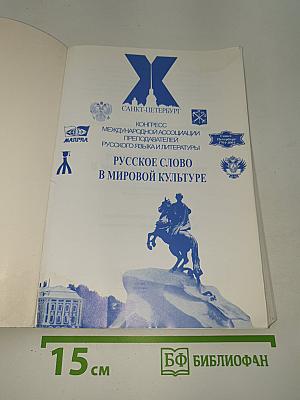 X
САНКТ-ПЕТЕРБУРГ
КОНГРЕСС
МЕЖДУНАРОДНОЙ АССОЦИАЦИИ
ПРЕПОДАВАТЕЛЕЙ
РУССКОГО ЯЗЫКА И ЛИТЕРАТУРЫ
МАПРЯЛ
РУССКОЕ СЛОВО
В МИРОВОЙ КУЛЬТУРЕ
15 см
БФ БИБЛИОФАН